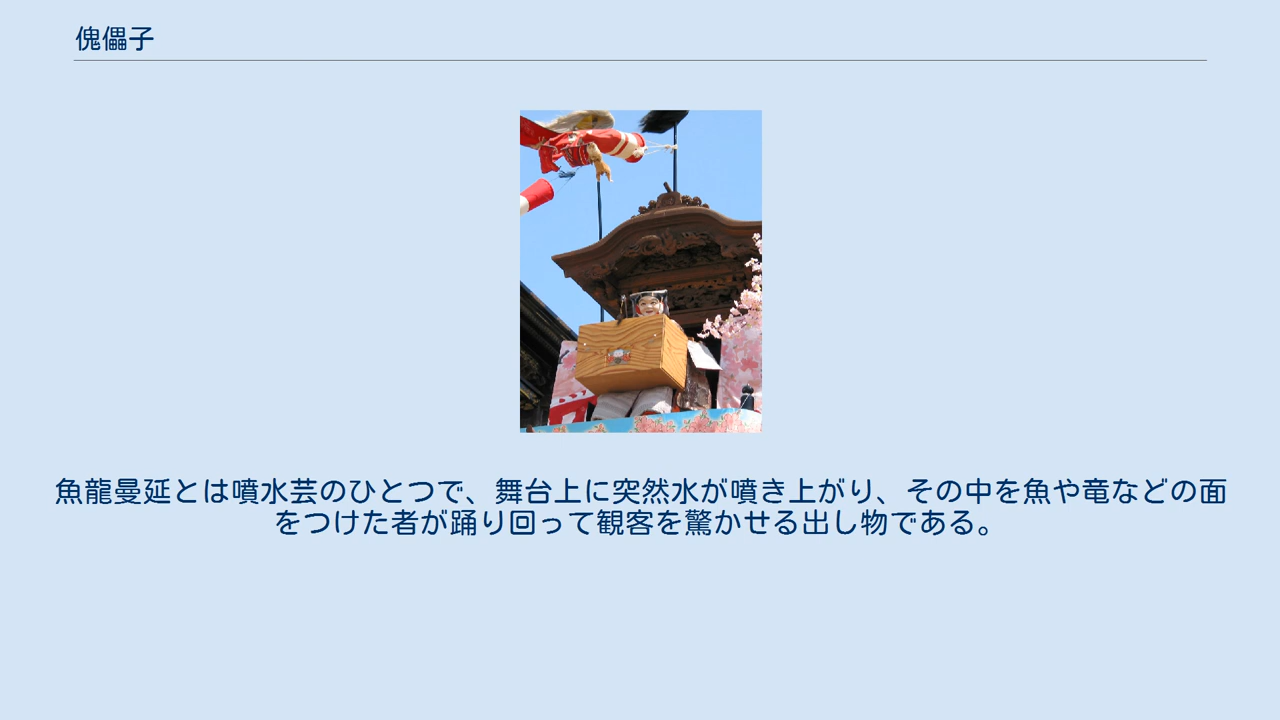 傀儡子
魚龍曼延とは噴水芸のひとつで、舞台上に突然水が噴き上がり、その中を魚や竜などの面
をつけた者が踊り回って観客を驚かせる出し物である。